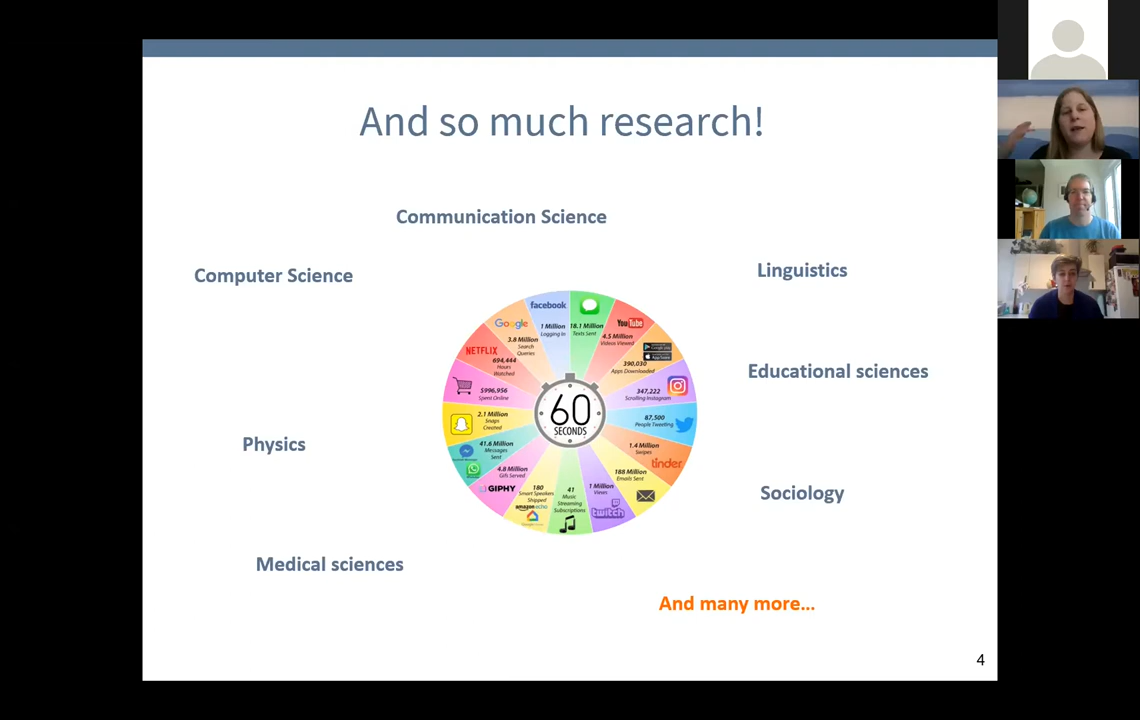 And so much research!
Communication Science
Computer Science
Linguistics
Educational sciences
Physics
Sociology
Medical sciences
And many more...
4
facebook
1 Million
Logging In
18.1 Million
Texts Sent
YouTube
4.5 Million
Videos Viewed
390,030
Apps Downloaded
347,222
Scrolling Instagram
87,500
People Tweeting
1.4 Million
Swipes
tinder
188 Million
Emails Sent
1 Million
Views
twitch
41
Music
Streaming
Subscriptions
180
Smart Speakers
Shipped
amazon echo
4.8 Million
Gifs Served
GIPHY
41.6 Million
Messages
Sent
2.1 Million
Snaps
Created
$996,956
Spent Online
NETFLIX
694,444
Hours
Watched
Google
3.8 Million
Search
Queries
60
SECONDS